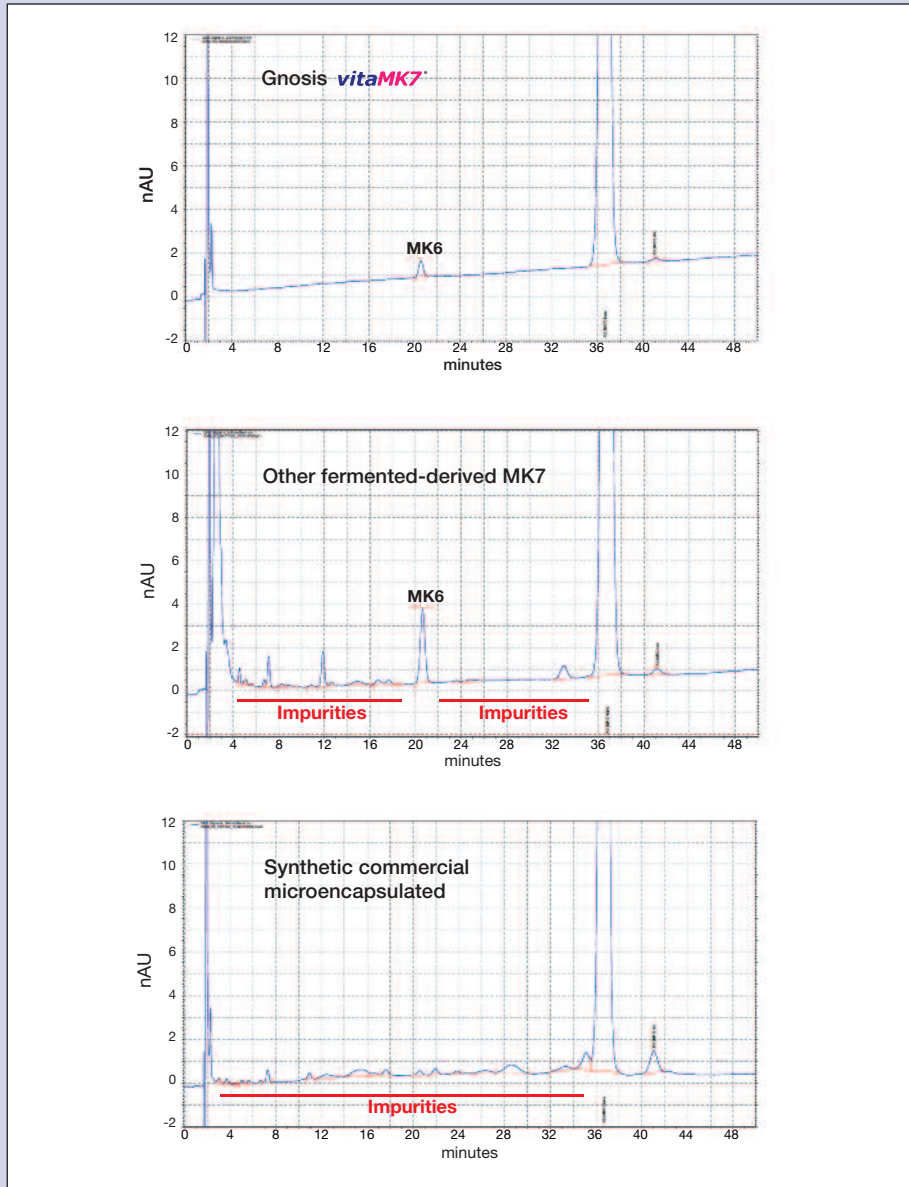 12
10
8
6
4
2
0
-2
nAU
Gnosis vitaMK7
MK6
0 4 8 12 16 20 24 28 32 36 40 44 48
minutes
12
10
8
6
4
2
0
-2
nAU
Other fermented-derived MK7
MK6
Impurities Impurities
0 4 8 12 16 20 24 28 32 36 40 44 48
minutes
12
10
8
6
4
2
0
-2
nAU
Synthetic commercial
microencapsulated
Impurities
0 4 8 12 16 20 24 28 32 36 40 44 48
minutes